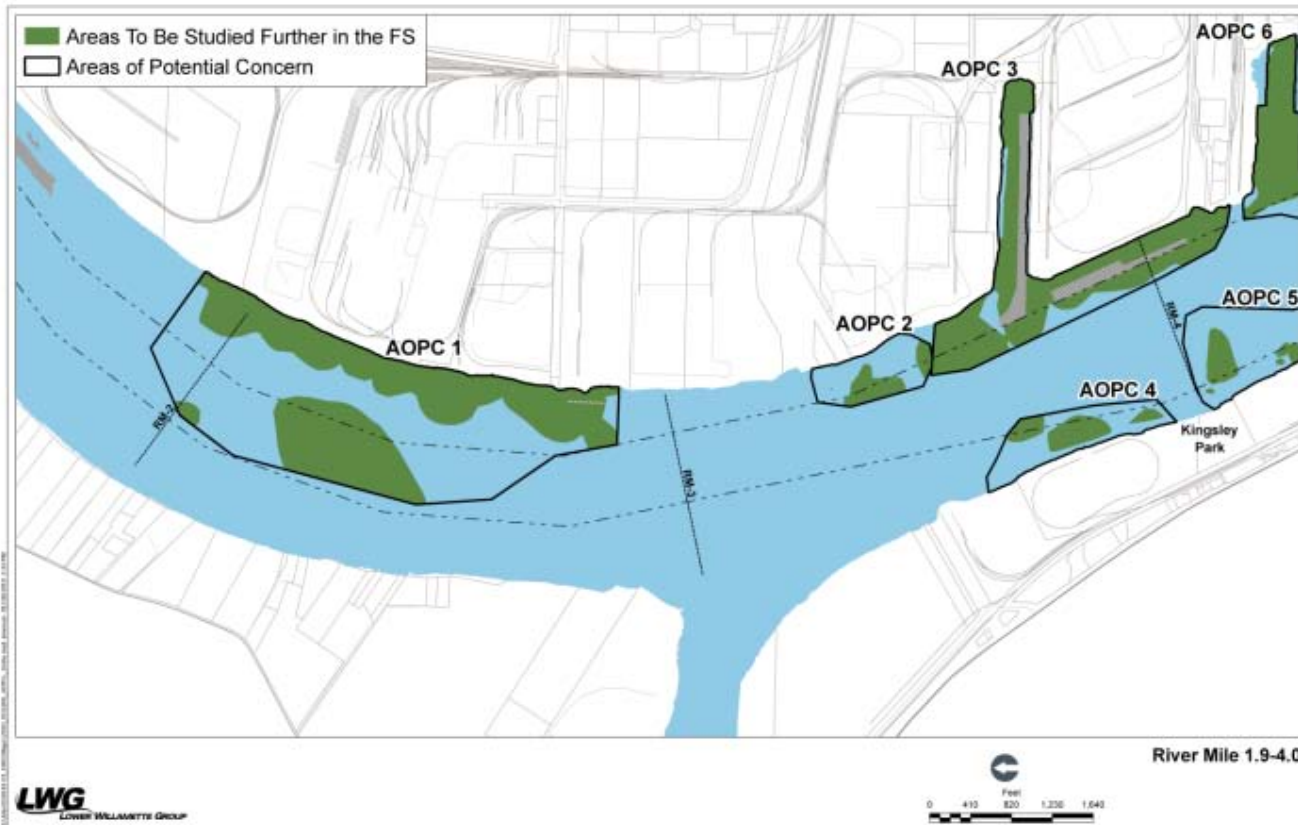 Areas To Be Studied Further in the FS
Areas of Potential Concern
AOPC 6
AOPC 3
AOPC 5
AOPC 2
AOPC 1
AOPC 4
RM-2
RM-3
RM-4
Kingsley
Park
River Mile 1.9-4.0
Feet
0 410 820 1,230 1,640
LWG
LOWER WILLAMETTE GROUP